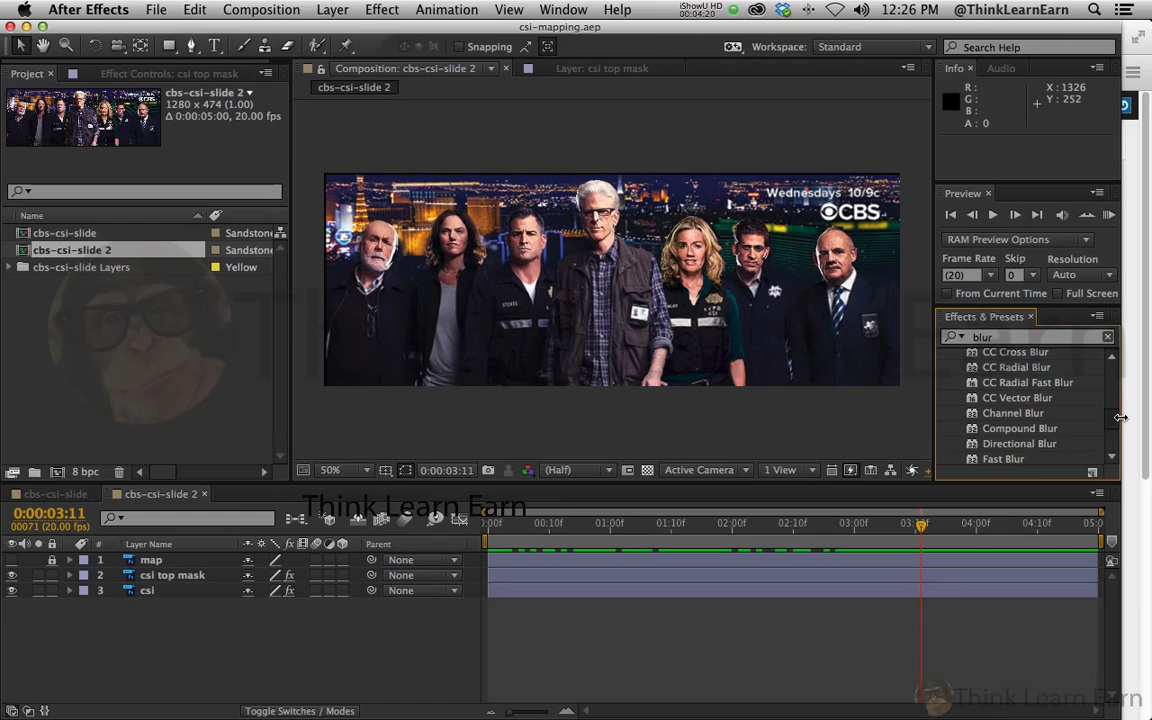 After Effects File Edit Composition Layer Effect Animation View Window Help iShowU HD 00:04:20 12:26 PM @ThinkLearnEarn
csi-mapping.aep
Snapping Workspace: Standard Search Help
Project Effect Controls: csi top mask Composition: cbs-csi-slide 2 Layer: csi top mask Info Audio
cbs-csi-slide 2
1280 x 474 (1.00)
Δ 0:00:05:00, 20.00 fps
cbs-csi-slide 2
R :
G :
B :
A : 0
X : 1326
Y : 252
Wednesdays 10/9c
CBS
Preview
RAM Preview Options
Frame Rate Skip Resolution
(20) 0 Auto
From Current Time Full Screen
Name
cbs-csi-slide Sandstone
cbs-csi-slide 2 Sandstone
cbs-csi-slide Layers Yellow
Effects & Presets
blur
CC Cross Blur
CC Radial Blur
CC Radial Fast Blur
CC Vector Blur
Channel Blur
Compound Blur
Directional Blur
Fast Blur
8 bpc
50% 0:00:03:11 (Half) Active Camera 1 View
cbs-csi-slide cbs-csi-slide 2
Think Learn Earn
0:00:03:11
00071 (20.00 fps)
:00f 00:10f 01:00f 01:10f 02:00f 02:10f 03:00f 04:00f 04:10f 05:0
# Layer Name Parent
1 map None
2 csi top mask None
3 csi None
Toggle Switches / Modes
Think Learn Earn